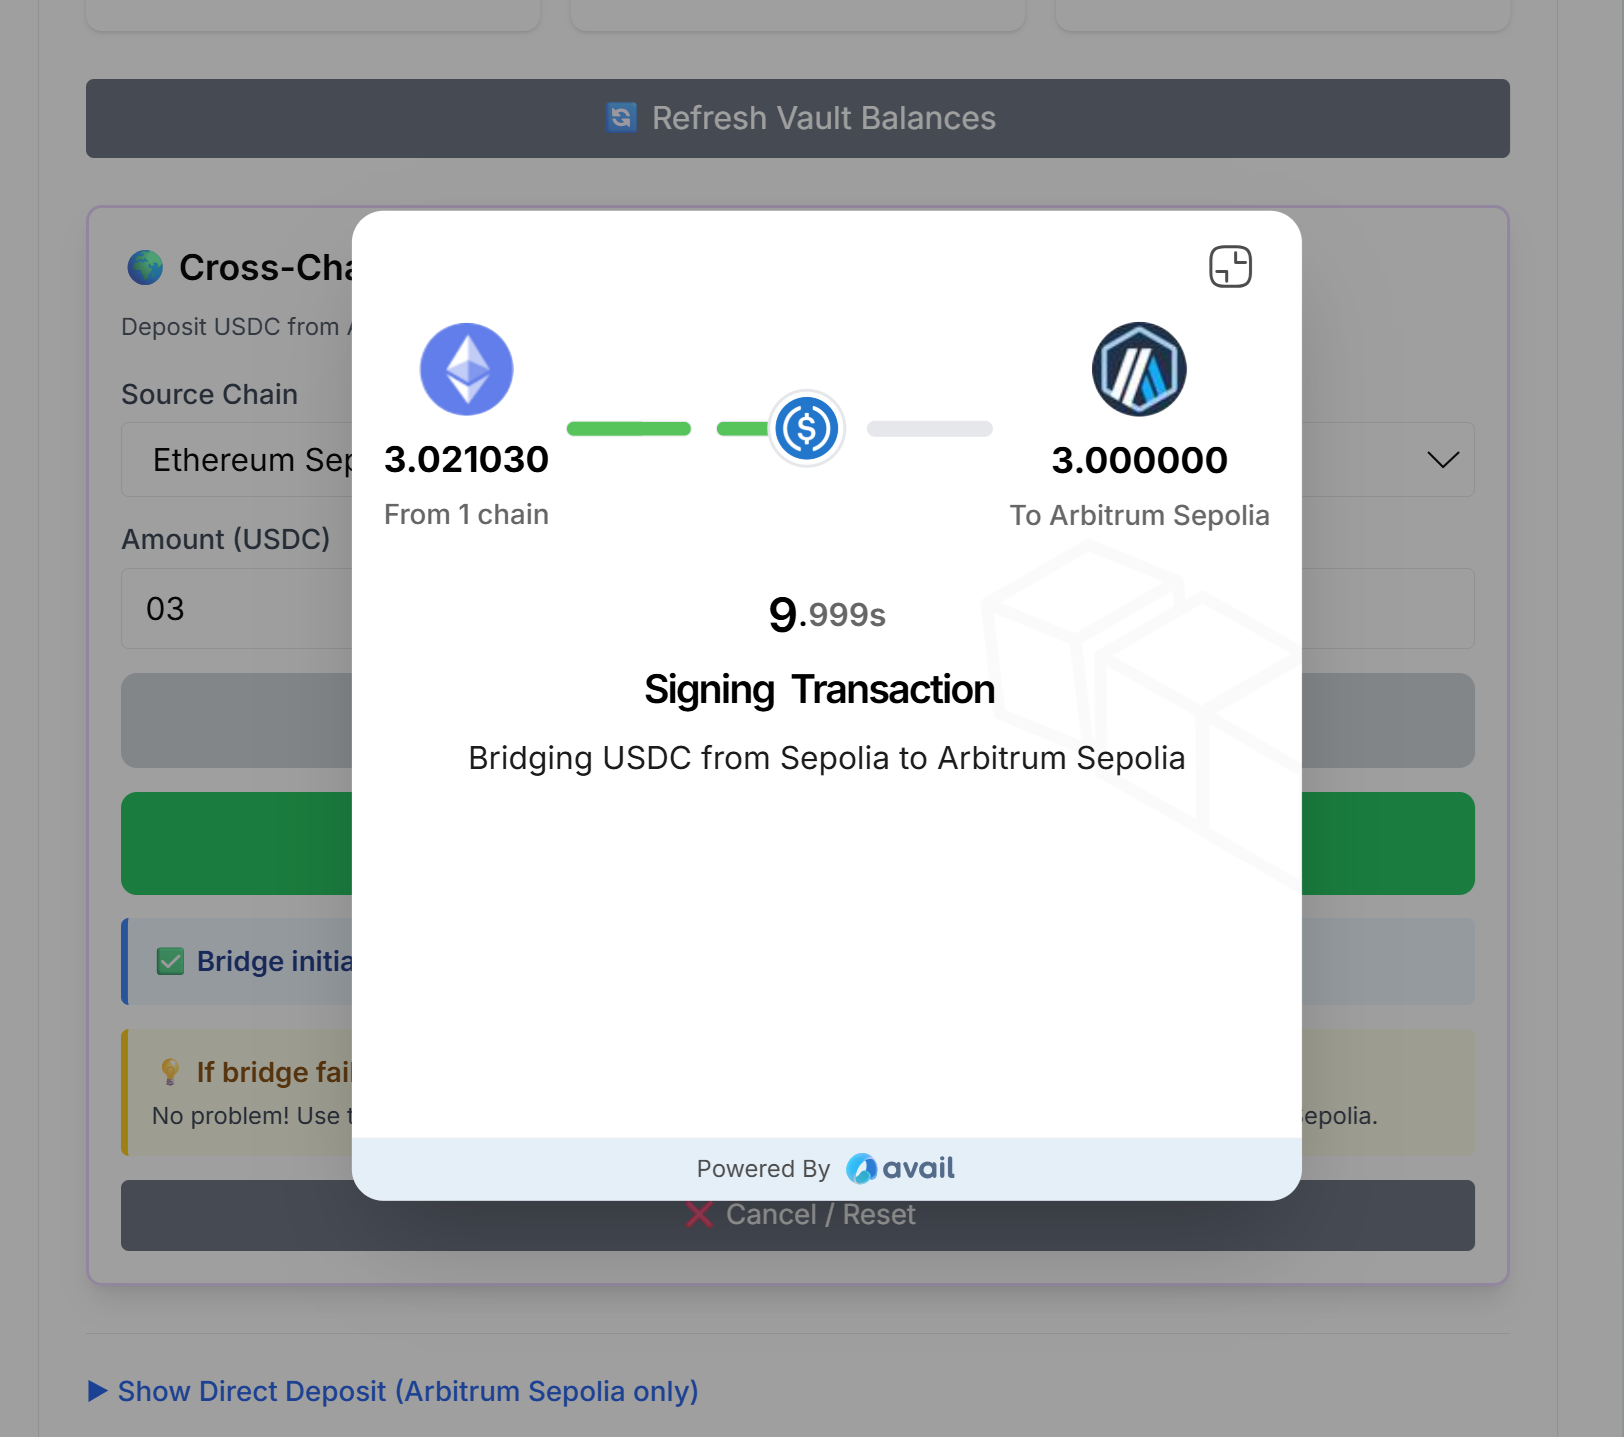 Refresh Vault Balances
Cross-Cha
Deposit USDC from
Source Chain
Ethereum Sep
Amount (USDC)
03
3.021030
From 1 chain
3.000000
To Arbitrum Sepolia
9.999s
Signing Transaction
Bridging USDC from Sepolia to Arbitrum Sepolia
Bridge initia
If bridge fail
No problem! Use t
Sepolia.
Powered By avail
Cancel / Reset
Show Direct Deposit (Arbitrum Sepolia only)